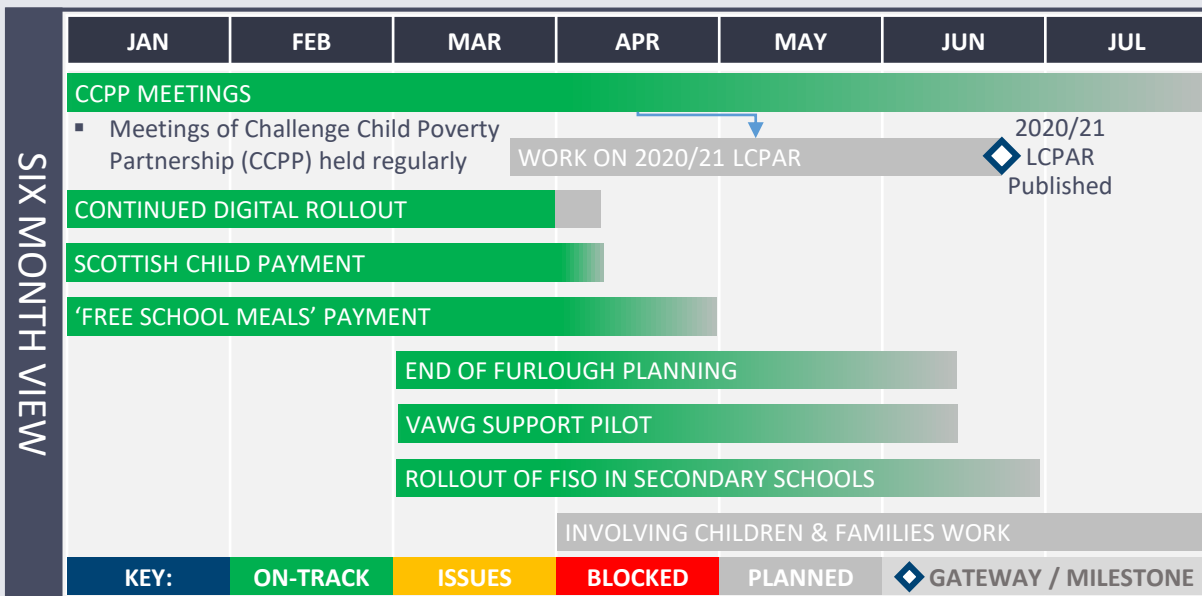 SIX MONTH VIEW
JAN FEB MAR APR MAY JUN JUL
CCPP MEETINGS
▪ Meetings of Challenge Child Poverty
Partnership (CCPP) held regularly
WORK ON 2020/21 LCPAR
2020/21
LCPAR
Published
CONTINUED DIGITAL ROLLOUT
SCOTTISH CHILD PAYMENT
‘FREE SCHOOL MEALS’ PAYMENT
END OF FURLOUGH PLANNING
VAWG SUPPORT PILOT
ROLLOUT OF FISO IN SECONDARY SCHOOLS
INVOLVING CHILDREN & FAMILIES WORK
KEY: ON-TRACK ISSUES BLOCKED PLANNED GATEWAY / MILESTONE